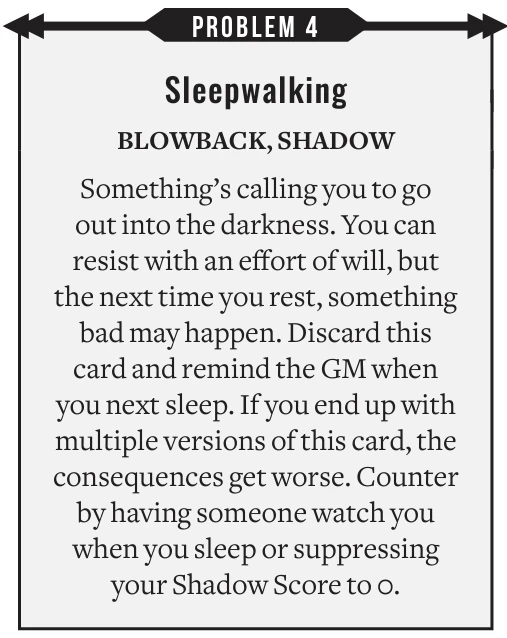 PROBLEM 4
Sleepwalking
BLOWBACK, SHADOW
Something’s calling you to go
out into the darkness. You can
resist with an effort of will, but
the next time you rest, something
bad may happen. Discard this
card and remind the GM when
you next sleep. If you end up with
multiple versions of this card, the
consequences get worse. Counter
by having someone watch you
when you sleep or suppressing
your Shadow Score to 0.